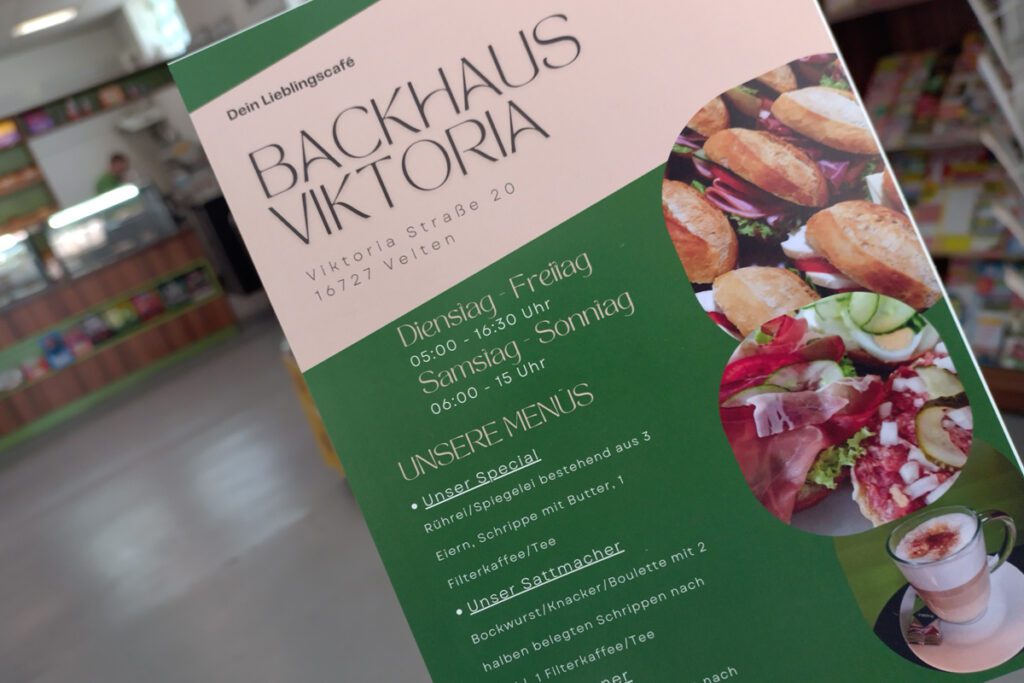 Dein Lieblingscafé
BACKHAUS
VIKTORIA
Viktoria Straße 20
16727 Velten
Dienstag - Freitag
05:00 - 16:30 Uhr
Samstag - Sonntag
06:00 - 15 Uhr
UNSERE MENÜS
• Unser Special
Rührei/Spiegelei bestehend aus 3
Eiern, Schrippe mit Butter, 1
Filterkaffee/Tee
• Unser Sattmacher
Bockwurst/Knacker/Boulette mit 2
halben belegten Schrippen nach
1 Filterkaffee/Tee
nach